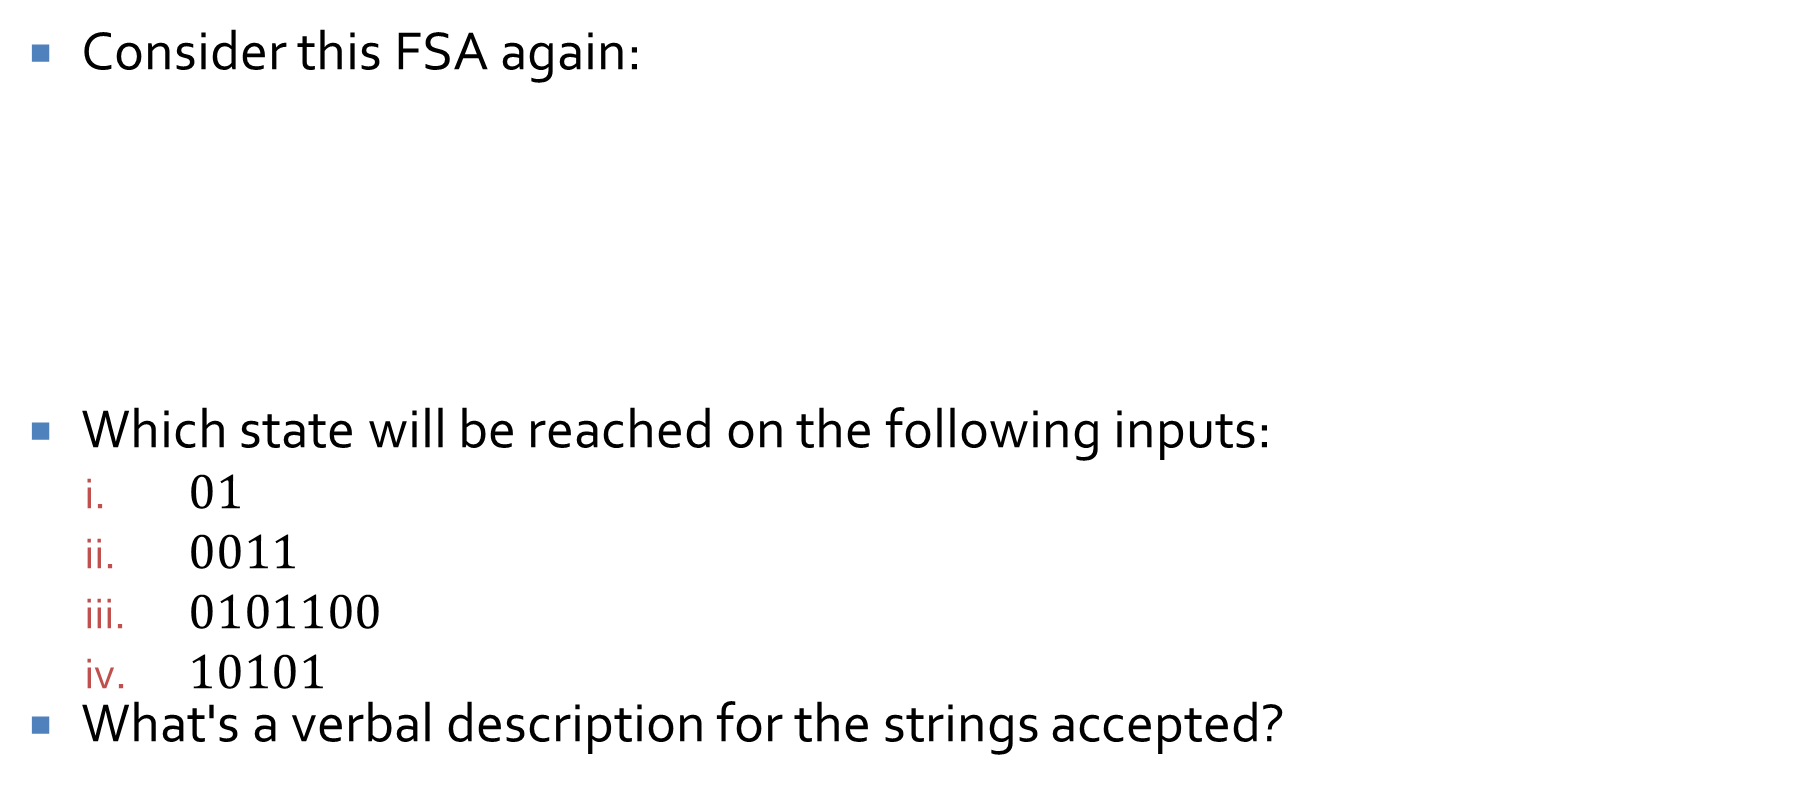 ▪ Consider this FSA again:
▪ Which state will be reached on the following inputs:
i. 01
ii. 0011
iii. 0101100
iv. 10101
▪ What's a verbal description for the strings accepted?